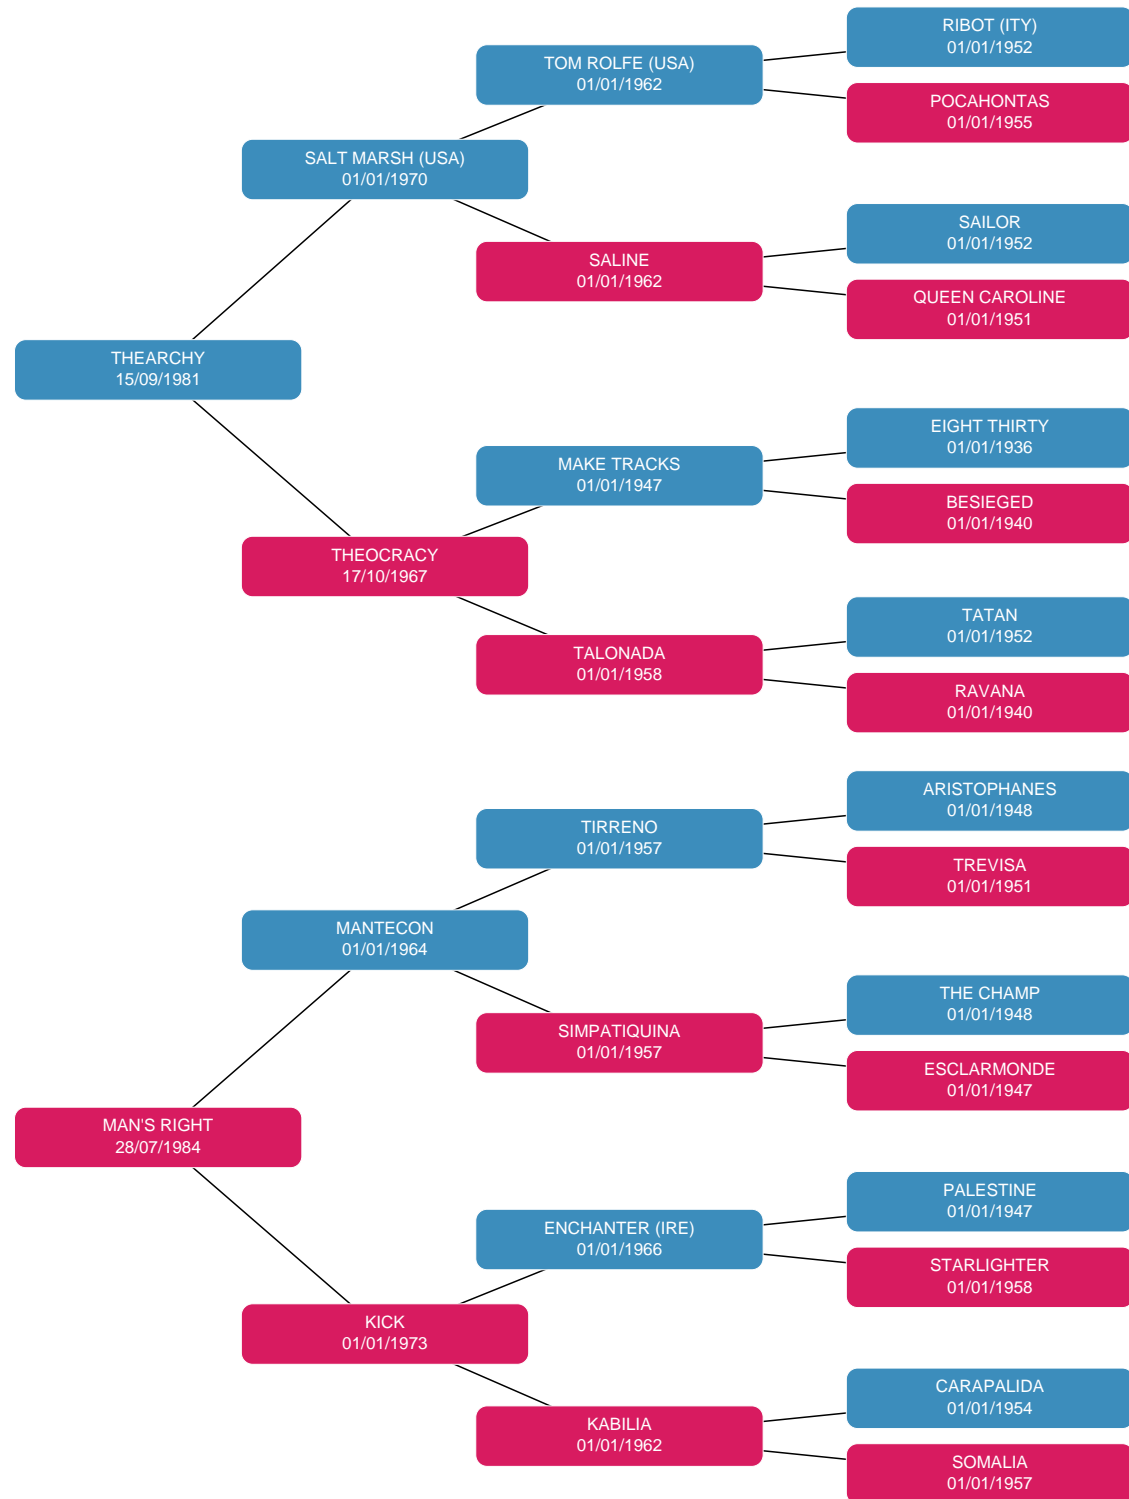 RIBOT (ITY)
01/01/1952
TOM ROLFE (USA)
01/01/1962
POCAHONTAS
01/01/1955
SALT MARSH (USA)
01/01/1970
SAILOR
01/01/1952
SALINE
01/01/1962
QUEEN CAROLINE
01/01/1951
THEARCHY
15/09/1981
EIGHT THIRTY
01/01/1936
MAKE TRACKS
01/01/1947
BESIEGED
01/01/1940
THEOCRACY
17/10/1967
TATAN
01/01/1952
TALONADA
01/01/1958
RAVANA
01/01/1940
ARISTOPHANES
01/01/1948
TIRRENO
01/01/1957
TREVISA
01/01/1951
MANTECON
01/01/1964
THE CHAMP
01/01/1948
SIMPATIQUINA
01/01/1957
ESCLARMONDE
01/01/1947
MAN'S RIGHT
28/07/1984
PALESTINE
01/01/1947
ENCHANTER (IRE)
01/01/1966
STARLIGHTER
01/01/1958
KICK
01/01/1973
CARAPALIDA
01/01/1954
KABILIA
01/01/1962
SOMALIA
01/01/1957